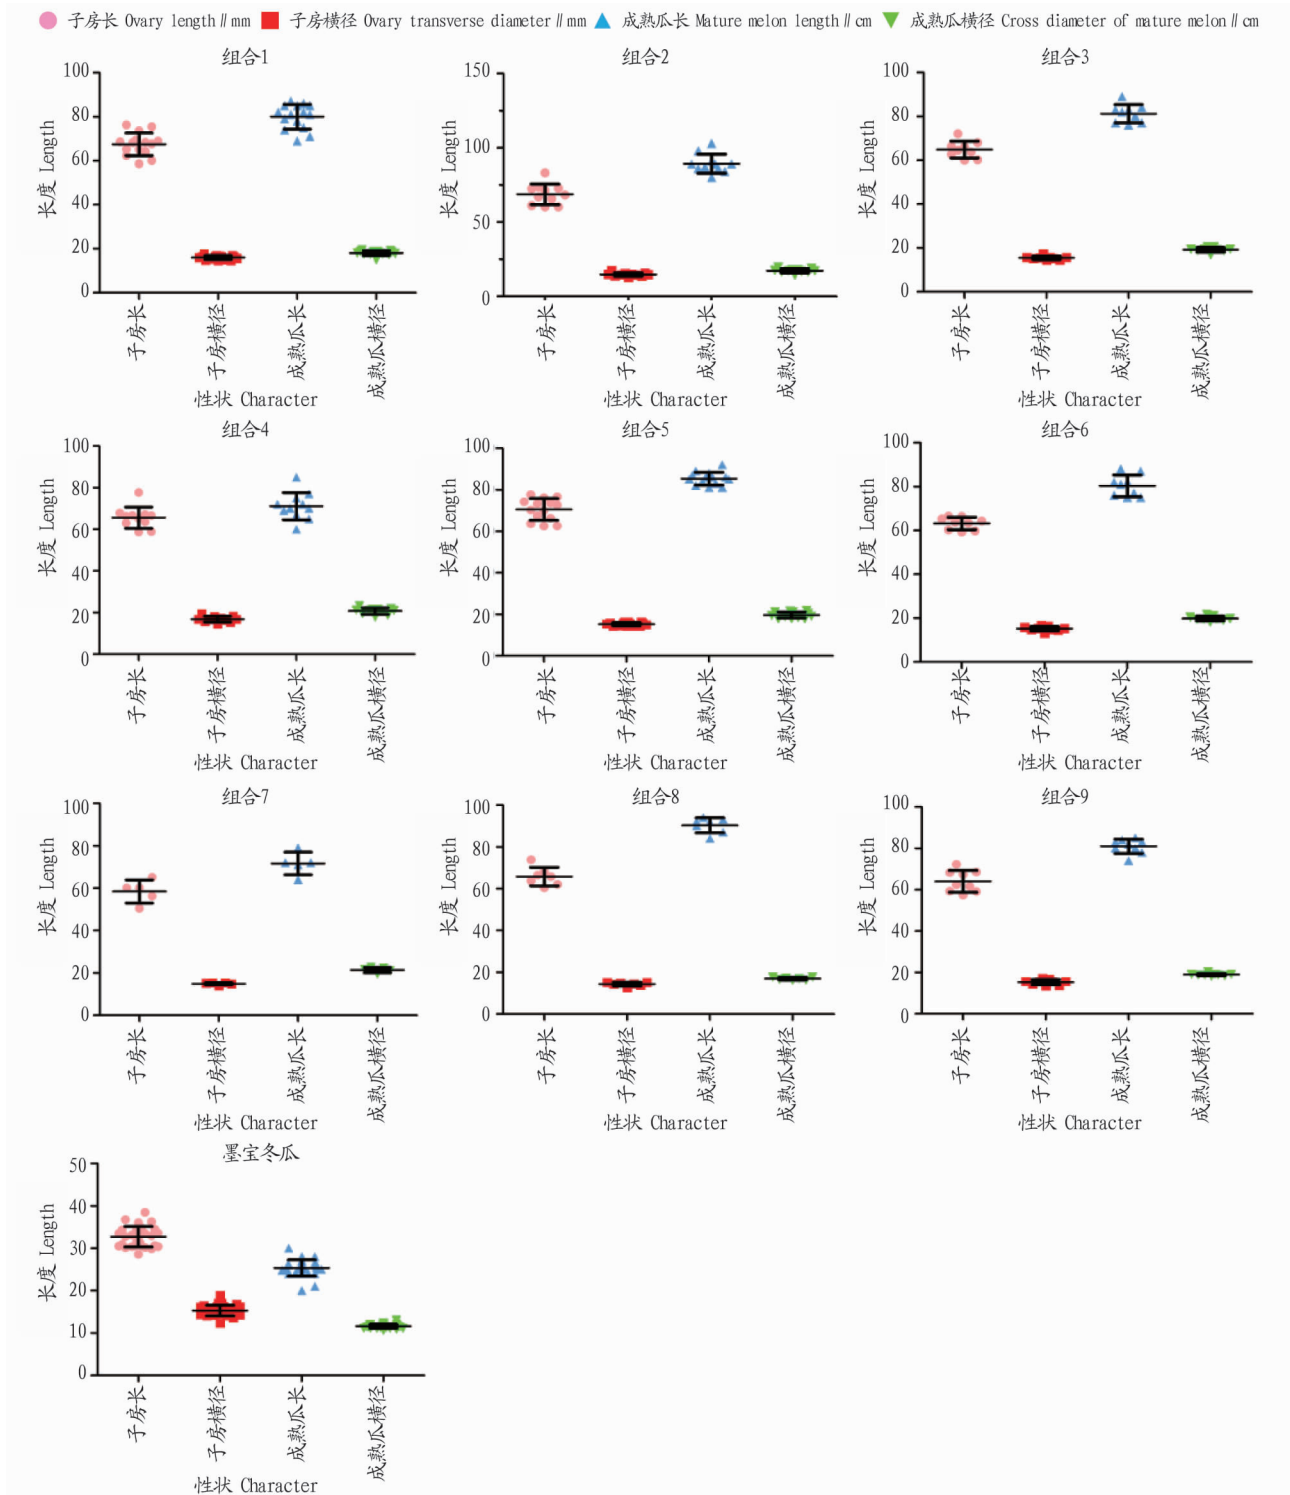 子房长 Ovary length∥mm 子房横径 Ovary transverse diameter∥mm 成熟瓜长 Mature melon length∥cm 成熟瓜横径 Cross diameter of mature melon∥cm
组合1
长度 Length
100
80
60
40
20
0
子房长
子房横径
成熟瓜长
成熟瓜横径
性状 Character
组合2
长度 Length
150
100
50
0
子房长
子房横径
成熟瓜长
成熟瓜横径
性状 Character
组合3
长度 Length
100
80
60
40
20
0
子房长
子房横径
成熟瓜长
成熟瓜横径
性状 Character
组合4
长度 Length
100
80
60
40
20
0
子房长
子房横径
成熟瓜长
成熟瓜横径
性状 Character
组合5
长度 Length
100
80
60
40
20
0
子房长
子房横径
成熟瓜长
成熟瓜横径
性状 Character
组合6
长度 Length
100
80
60
40
20
0
子房长
子房横径
成熟瓜长
成熟瓜横径
性状 Character
组合7
长度 Length
100
80
60
40
20
0
子房长
子房横径
成熟瓜长
成熟瓜横径
性状 Character
组合8
长度 Length
100
80
60
40
20
0
子房长
子房横径
成熟瓜长
成熟瓜横径
性状 Character
组合9
长度 Length
100
80
60
40
20
0
子房长
子房横径
成熟瓜长
成熟瓜横径
性状 Character
墨宝冬瓜
长度 Length
50
40
30
20
10
0
子房长
子房横径
成熟瓜长
成熟瓜横径
性状 Character